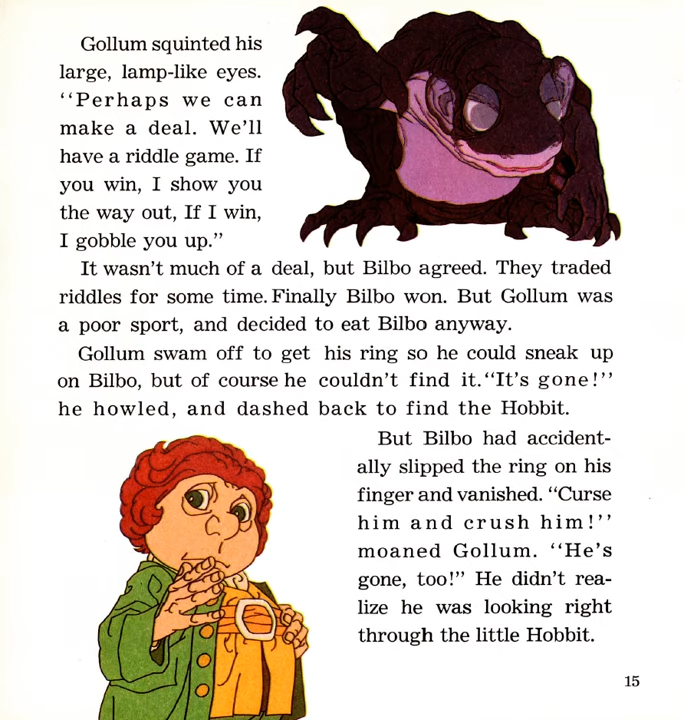 Gollum squinted his
large, lamp-like eyes.
“Perhaps we can
make a deal. We’ll
have a riddle game. If
you win, I show you
the way out, If I win,
I gobble you up.”
It wasn’t much of a deal, but Bilbo agreed. They traded
riddles for some time. Finally Bilbo won. But Gollum was
a poor sport, and decided to eat Bilbo anyway.
Gollum swam off to get his ring so he could sneak up
on Bilbo, but of course he couldn’t find it. “It’s gone!”
he howled, and dashed back to find the Hobbit.
But Bilbo had accident-
ally slipped the ring on his
finger and vanished. “Curse
him and crush him!”
moaned Gollum. “He’s
gone, too!” He didn’t rea-
lize he was looking right
through the little Hobbit.
15